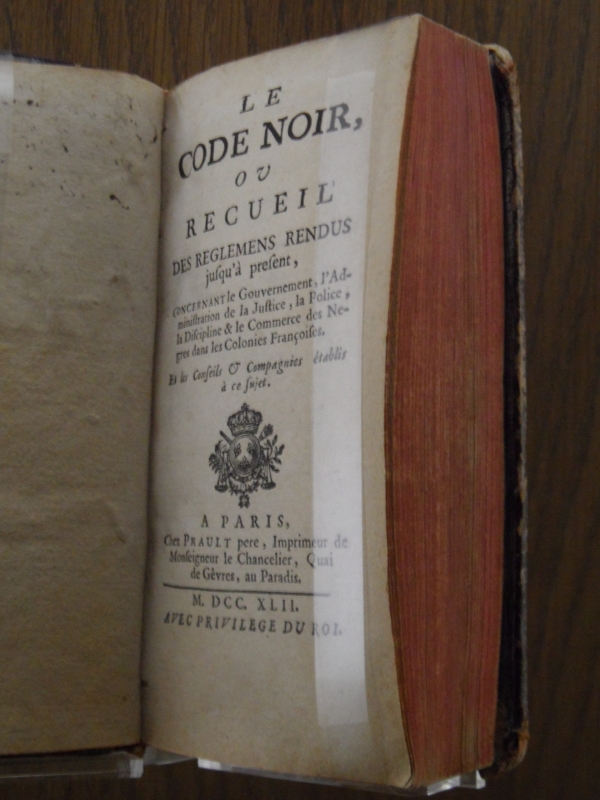 LE
CODE NOIR,
OU
RECUEIL
DES REGLEMENS RENDUS
juſqu'à preſent,
CONCERNANT le Gouvernement, l'Ad-
miniſtration de la Juſtice, la Police,
la Diſcipline & le Commerce des Ne-
gres dans les Colonies Françoiſes.
Et les Conſeils & Compagnies établis
à ce ſujet.
A PARIS,
Chez PRAULT pere, Imprimeur de
Monſeigneur le Chancelier, Quai
de Gêvres, au Paradis.
M. DCC. XLII.
AVEC PRIVILEGE DU ROI.